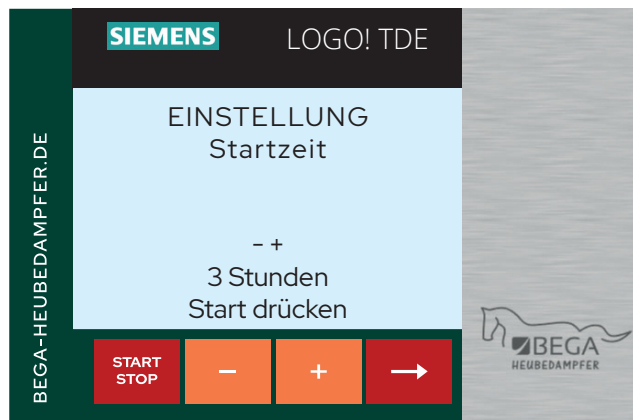 SIEMENS LOGO! TDE
BEGA-HEUBEDAMPFER.DE
EINSTELLUNG
Startzeit
- +
3 Stunden
Start drücken
START
STOP
- + →
BEGA
HEUBEDAMPFER